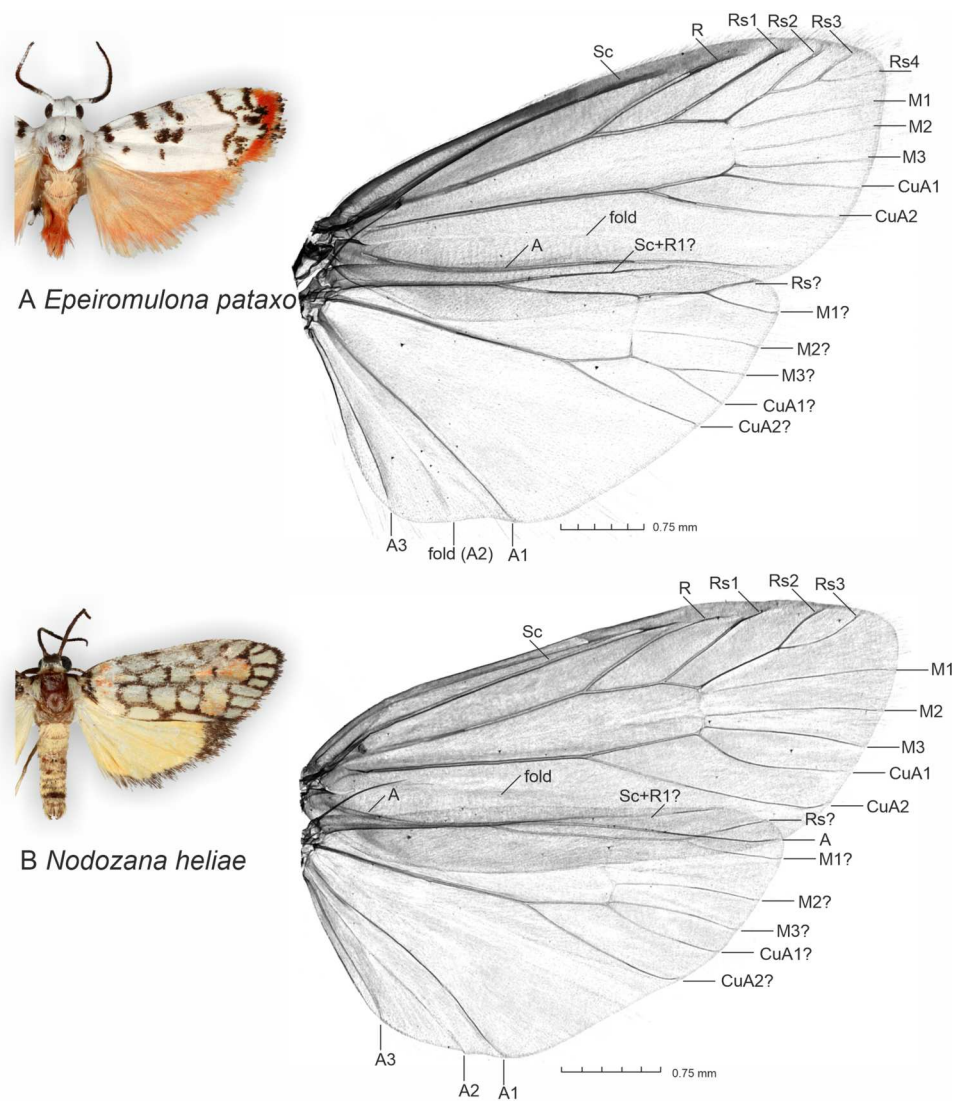 Rs1
Rs2
Rs3
R
Sc
Rs4
M1
M2
M3
CuA1
CuA2
fold
A
Sc+R1?
A Epeiromulona pataxo
Rs?
M1?
M2?
M3?
CuA1?
CuA2?
0.75 mm
A3
fold (A2)
A1
R
Rs1
Rs2
Rs3
Sc
M1
M2
M3
CuA1
fold
A
Sc+R1?
CuA2
Rs?
A
M1?
B Nodozana heliae
M2?
M3?
CuA1?
CuA2?
A3
A2
A1
0.75 mm